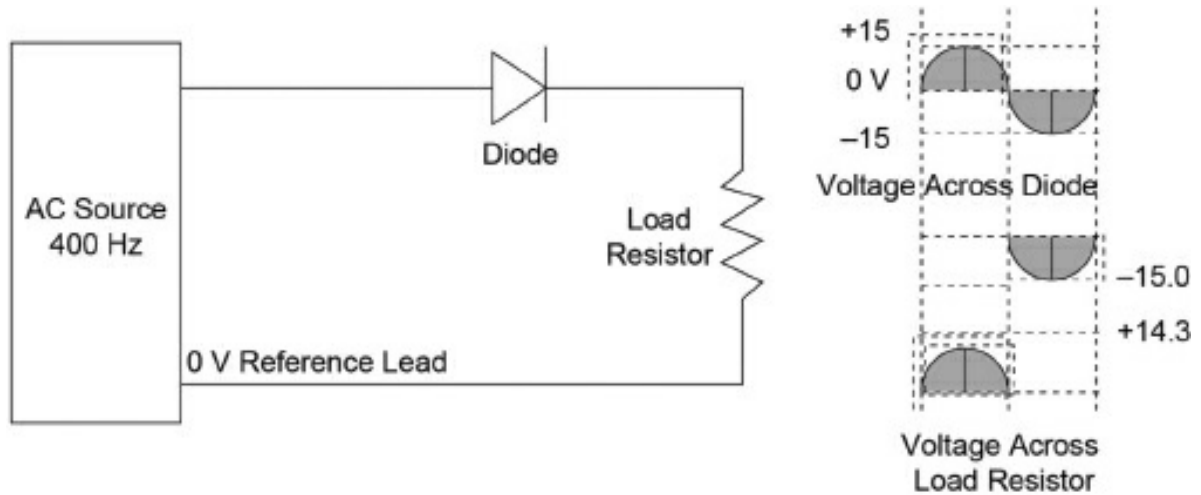 AC Source
400 Hz
Diode
Load
Resistor
0 V Reference Lead
+15
0 V
–15
Voltage Across Diode
–15.0
+14.3
Voltage Across
Load Resistor